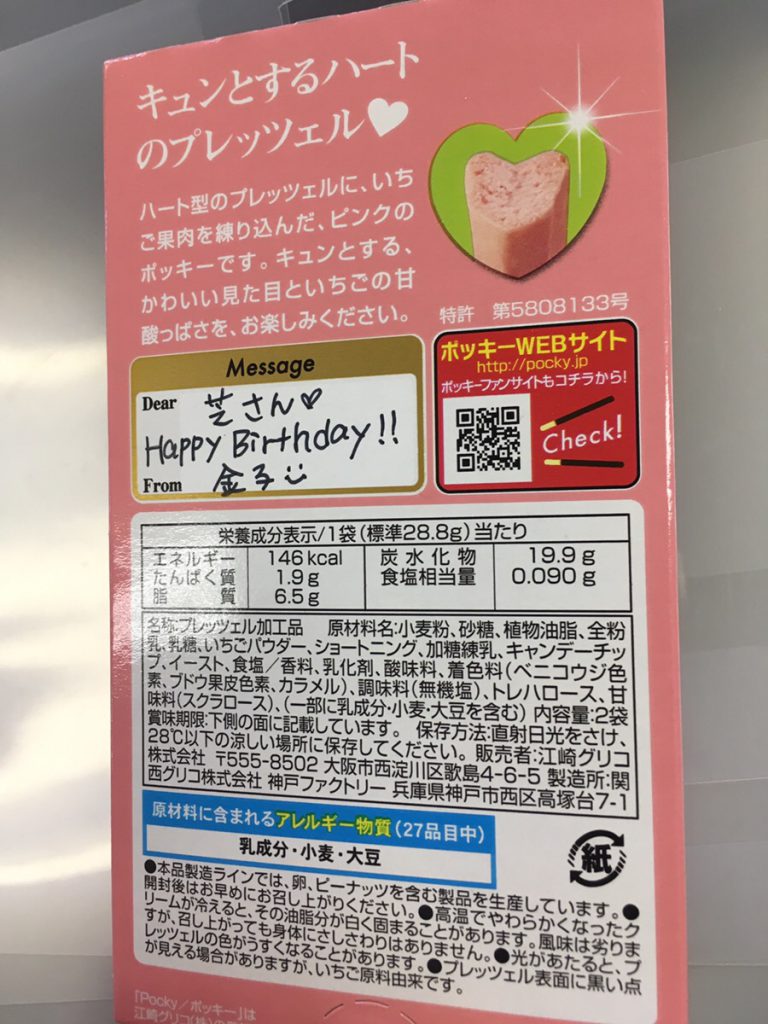 キュンとするハート
のプレッツェル♥
ハート型のプレッツェルに、いち
ご果肉を練り込んだ、ピンクの
ポッキーです。キュンとする、
かわいい見た目といちごの甘
酸っぱさを、お楽しみください。
特許 第5808133号
Message
Dear 芝さん♡
Happy Birthday!!
From 金子
ポッキーWEBサイト
http://pocky.jp
ポッキーファンサイトもコチラから!
Check!
栄養成分表示/1袋(標準28.8g)当たり
エネルギー 146kcal 炭水化物 19.9g
たんぱく質 1.9g 食塩相当量 0.090g
脂質 6.5g
名称:プレッツェル加工品 原材料名:小麦粉、砂糖、植物油脂、全粉
乳、乳糖、いちごパウダー、ショートニング、加糖練乳、キャンデーチッ
プ、イースト、食塩/香料、乳化剤、酸味料、着色料(ベニコウジ色
素、ブドウ果皮色素、カラメル)、調味料(無機塩)、トレハロース、甘
味料(スクラロース)、(一部に乳成分・小麦・大豆を含む) 内容量:2袋
賞味期限:下側の面に記載しています。 保存方法:直射日光をさけ、
28℃以下の涼しい場所に保存してください。 販売者:江崎グリコ
株式会社 〒555-8502 大阪市西淀川区歌島4-6-5 製造所:関
西グリコ株式会社 神戸ファクトリー 兵庫県神戸市西区高塚台7-1
原材料に含まれるアレルギー物質(27品目中)
乳成分・小麦・大豆
紙
●本品製造ラインでは、卵、ピーナッツを含む製品を生産しています。●
開封後はお早めにお召し上がりください。●高温でやわらかくなったク
リームが冷えると、その油脂分が白く固まることがあります。風味は劣りま
すが、召し上がっても身体にさしさわりはありません。●光があたると、プ
レッツェルの色がうすくなることがあります。●プレッツェル表面に黒い点
が見える場合がありますが、いちご原料由来です。
「Pocky/ポッキー」は
江崎グリコ(株)の